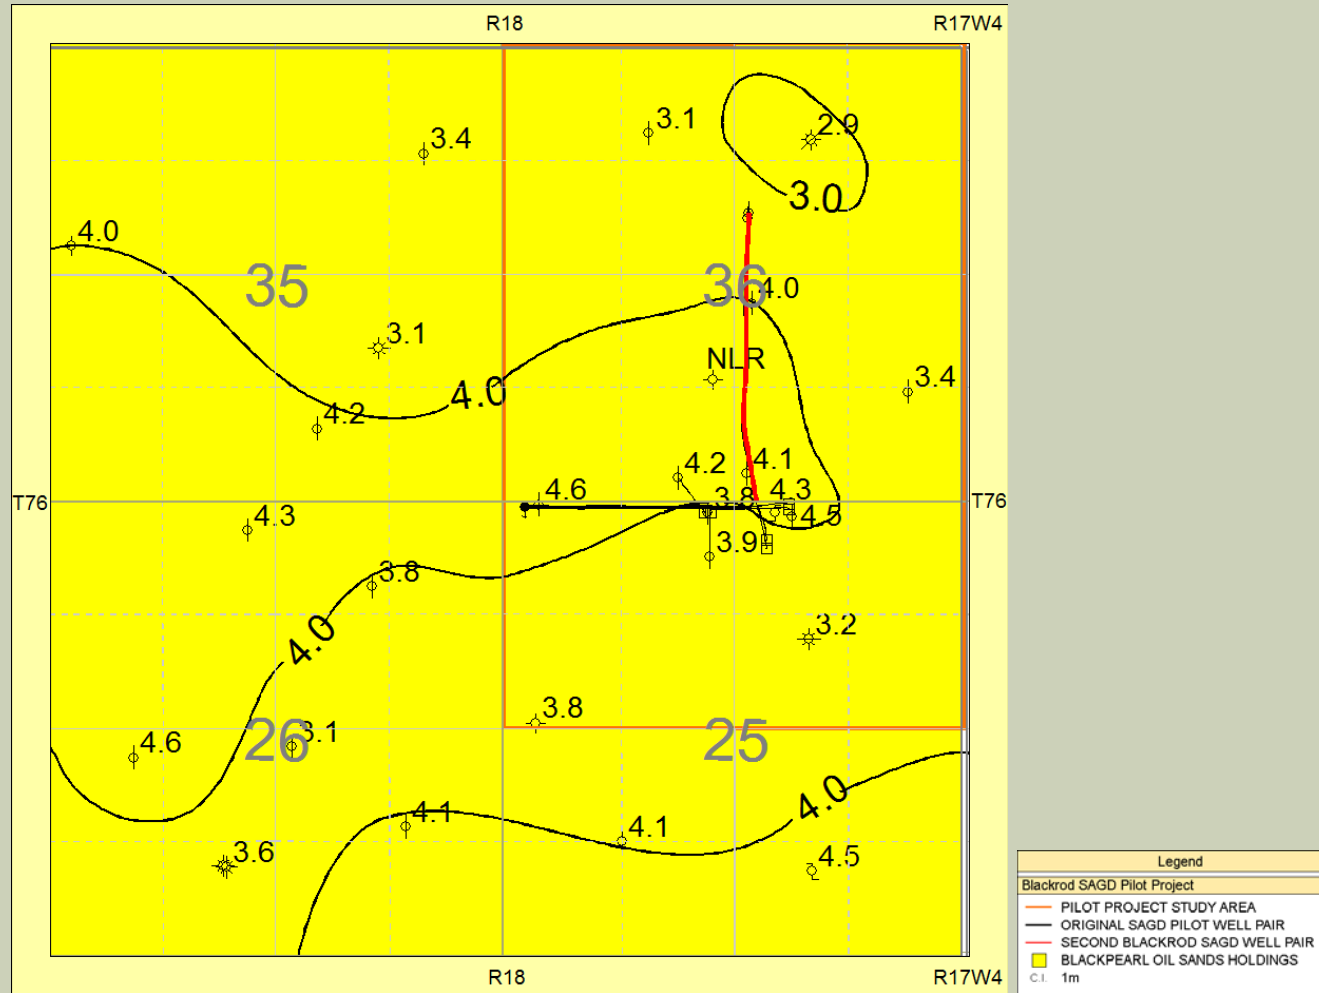 R18 R17W4
3.1
2.9
3.4
3.0
4.0
35 36
4.0
3.1
NLR
3.4
4.0
4.2
4.2
4.1
4.6 4.3
3.8
T76 T76
4.3 4.5
3.9
3.8
4.0 3.2
3.8
4.6 26 3.1 25
4.0
4.1 4.1
3.6 4.5
R18 R17W4
Legend
Blackrod SAGD Pilot Project
PILOT PROJECT STUDY AREA
ORIGINAL SAGD PILOT WELL PAIR
SECOND BLACKROD SAGD WELL PAIR
BLACKPEARL OIL SANDS HOLDINGS
C.I. 1m